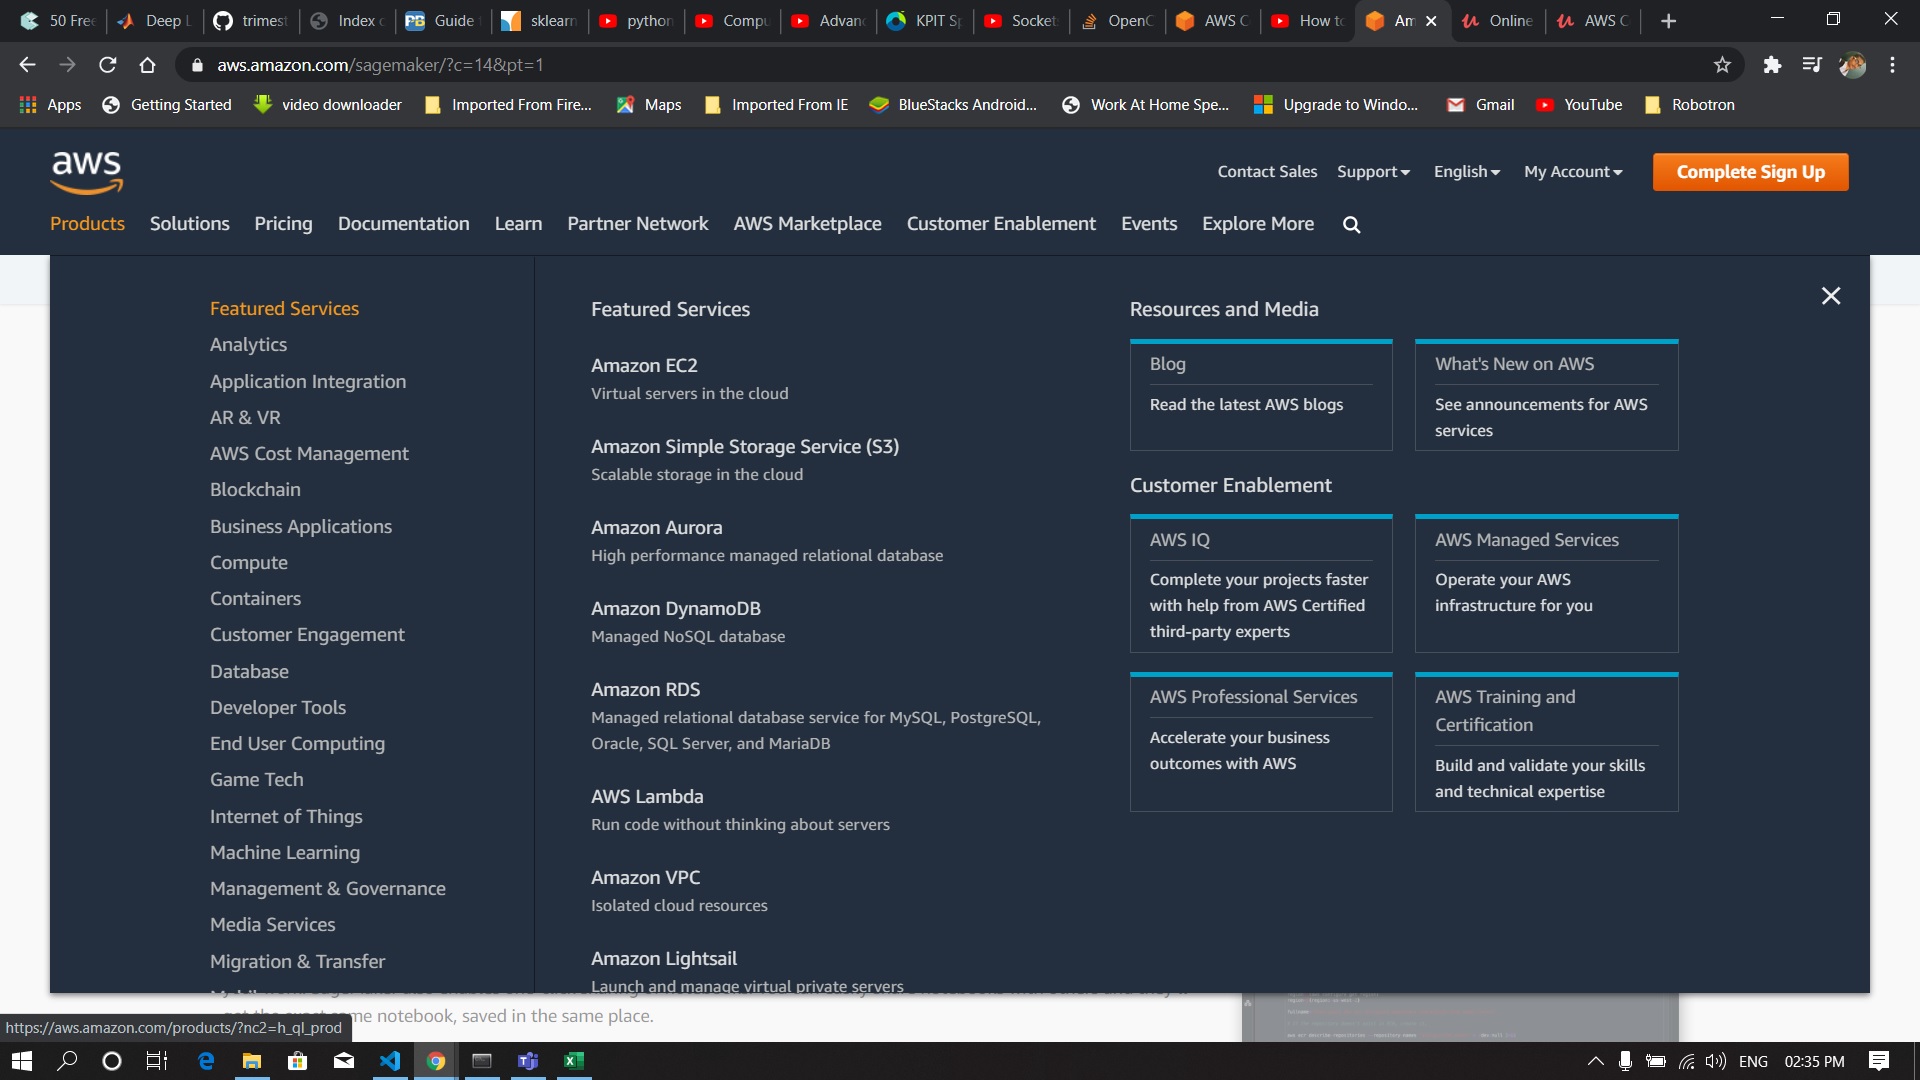 50 Free
Deep L
trimest
Index o
Guide
sklearn
python
Compu
Advanc
KPIT Sp
Socket
OpenC
AWS C
How to
Am
Online
AWS C
aws.amazon.com/sagemaker/?c=14&pt=1
Apps
Getting Started
video downloader
Imported From Fire...
Maps
Imported From IE
BlueStacks Android...
Work At Home Spe...
Upgrade to Windo...
Gmail
YouTube
Robotron
aws
Contact Sales
Support
English
My Account
Complete Sign Up
Products
Solutions
Pricing
Documentation
Learn
Partner Network
AWS Marketplace
Customer Enablement
Events
Explore More
Featured Services
Analytics
Application Integration
AR & VR
AWS Cost Management
Blockchain
Business Applications
Compute
Containers
Customer Engagement
Database
Developer Tools
End User Computing
Game Tech
Internet of Things
Machine Learning
Management & Governance
Media Services
Migration & Transfer
Featured Services
Amazon EC2
Virtual servers in the cloud
Amazon Simple Storage Service (S3)
Scalable storage in the cloud
Amazon Aurora
High performance managed relational database
Amazon DynamoDB
Managed NoSQL database
Amazon RDS
Managed relational database service for MySQL, PostgreSQL,
Oracle, SQL Server, and MariaDB
AWS Lambda
Run code without thinking about servers
Amazon VPC
Isolated cloud resources
Amazon Lightsail
Launch and manage virtual private servers
Resources and Media
Blog
Read the latest AWS blogs
What's New on AWS
See announcements for AWS
services
Customer Enablement
AWS IQ
Complete your projects faster
with help from AWS Certified
third-party experts
AWS Managed Services
Operate your AWS
infrastructure for you
AWS Professional Services
Accelerate your business
outcomes with AWS
AWS Training and
Certification
Build and validate your skills
and technical expertise
notebook, saved in the same place.
https://aws.amazon.com/products/?nc2=h_ql_prod
ENG
02:35 PM